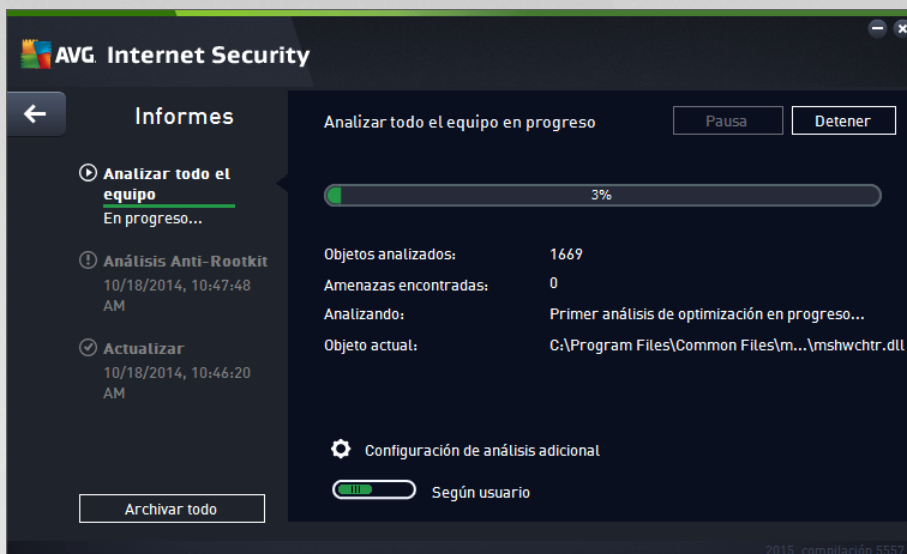 AVG Internet Security
Informes
Analizar todo el equipo
En progreso...
Análisis Anti-Rootkit
10/18/2014, 10:47:48 AM
Actualizar
10/18/2014, 10:46:20 AM
Archivar todo
Analizar todo el equipo en progreso
Pausa
Detener
3%
Objetos analizados: 1669
Amenazas encontradas: 0
Analizando: Primer análisis de optimización en progreso...
Objeto actual: C:\Program Files\Common Files\m...\mshwchtr.dll
Configuración de análisis adicional
Según usuario
2015, compilación 5557